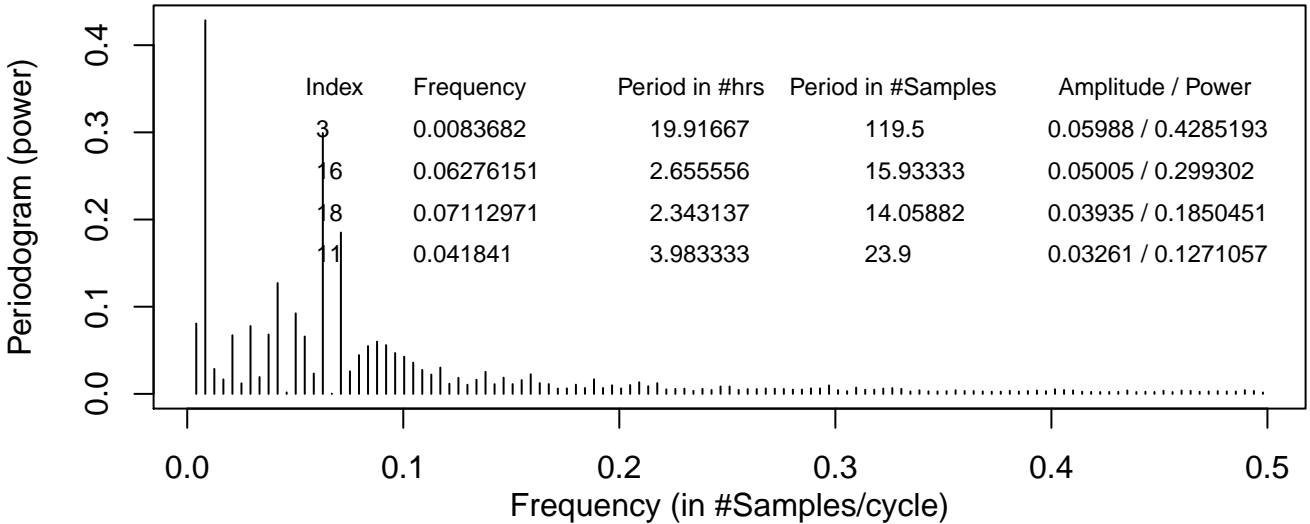 Periodogram (power)
0.4
0.3
0.2
0.1
0.0
Index Frequency Period in #hrs Period in #Samples Amplitude / Power
3 0.0083682 19.91667 119.5 0.05988 / 0.4285193
16 0.06276151 2.655556 15.93333 0.05005 / 0.299302
18 0.07112971 2.343137 14.05882 0.03935 / 0.1850451
11 0.041841 3.983333 23.9 0.03261 / 0.1271057
0.0 0.1 0.2 0.3 0.4 0.5
Frequency (in #Samples/cycle)